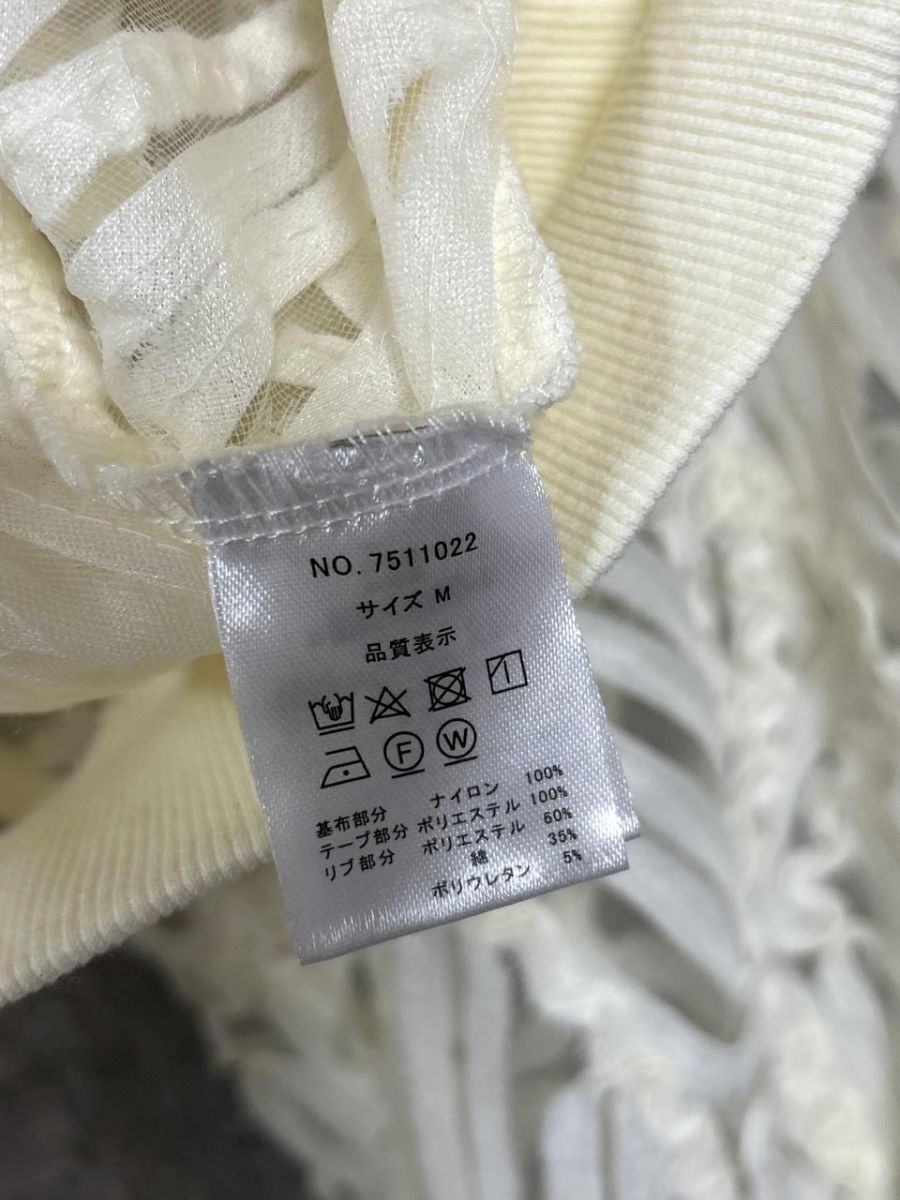 NO. 7511022
サイズ M
品質表示
F W
基布部分 ナイロン 100%
テープ部分 ポリエステル 100%
リブ部分 ポリエステル 60%
綿 35%
ポリウレタン 5%